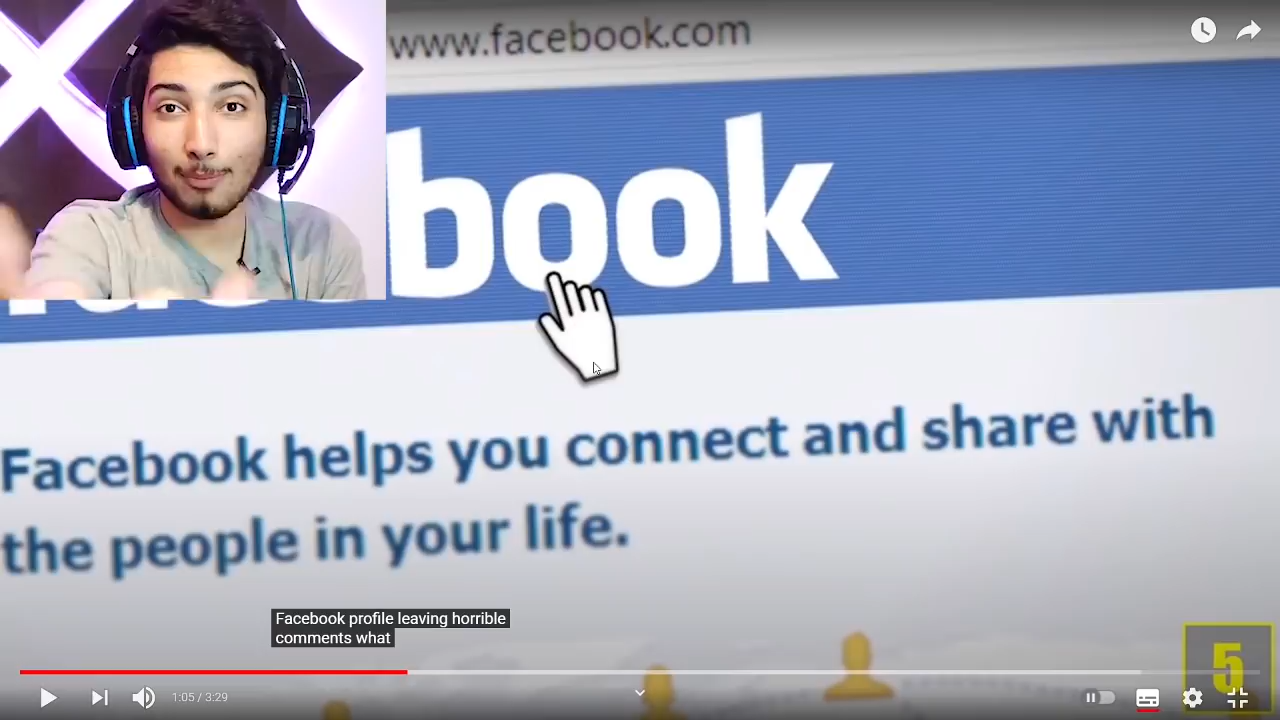 www.facebook.com
book
Facebook helps you connect and share with
the people in your life.
Facebook profile leaving horrible
comments what
5
1:05 / 3:29